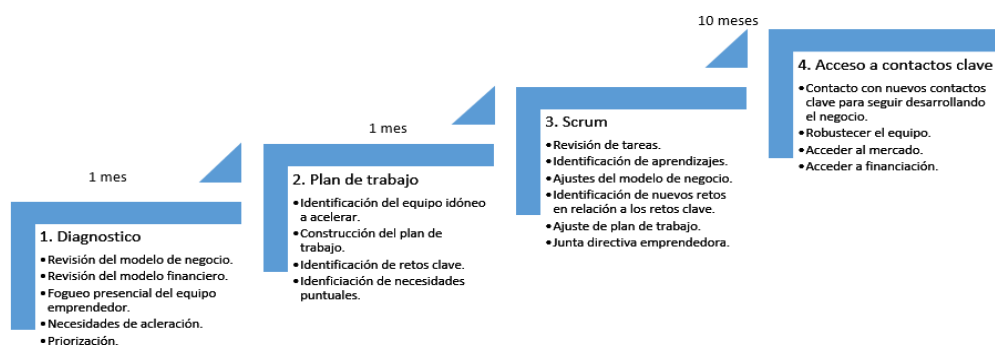 1 mes
1. Diagnostico
•Revisión del modelo de negocio.
•Revisión del modelo financiero.
•Fogueo presencial del equipo
emprendedor.
•Necesidades de acleración.
•Priorización.
1 mes
2. Plan de trabajo
•Identificación del equipo idóneo
a acelerar.
•Construcción del plan de
trabajo.
•Identificación de retos clave.
•Idenficiación de necesidades
puntuales.
10 meses
3. Scrum
•Revisión de tareas.
•Identificación de aprendizajes.
•Ajustes del modelo de negocio.
•Identificación de nuevos retos
en relación a los retos clave.
•Ajuste de plan de trabajo.
•Junta directiva emprendedora.
4. Acceso a contactos clave
•Contacto con nuevos contactos
clave para seguir desarrollando
el negocio.
•Robustecer el equipo.
•Acceder al mercado.
•Acceder a financiación.